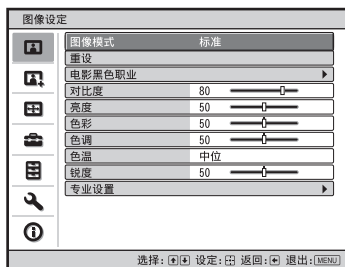 图像设定
图像模式 标准
重设
电影黑色职业
对比度 80
亮度 50
色彩 50
色调 50
色温 中位
锐度 50
专业设置
选择: 设定: 返回: 退出: MENU